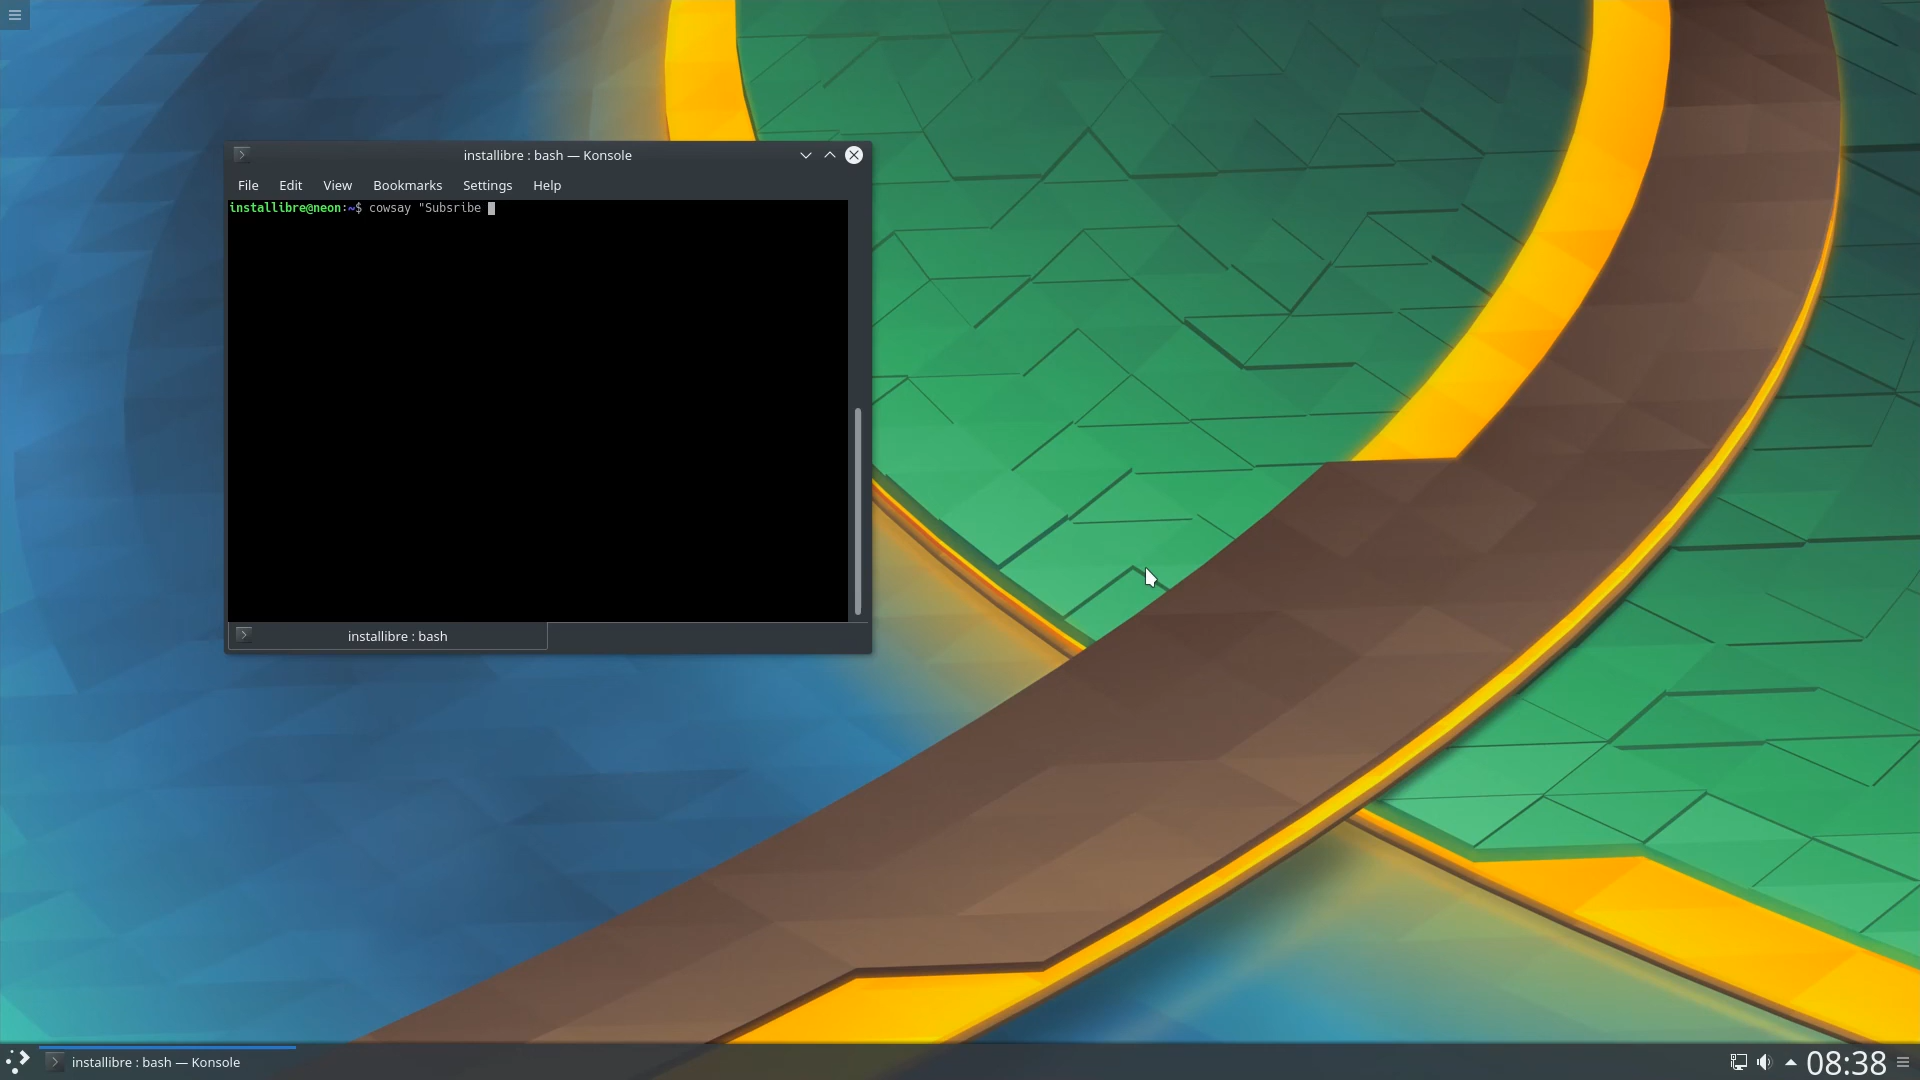 installibre : bash — Konsole
File Edit View Bookmarks Settings Help
installibre@neon:~$ cowsay "Subsribe
installibre : bash
installibre : bash — Konsole
08:38